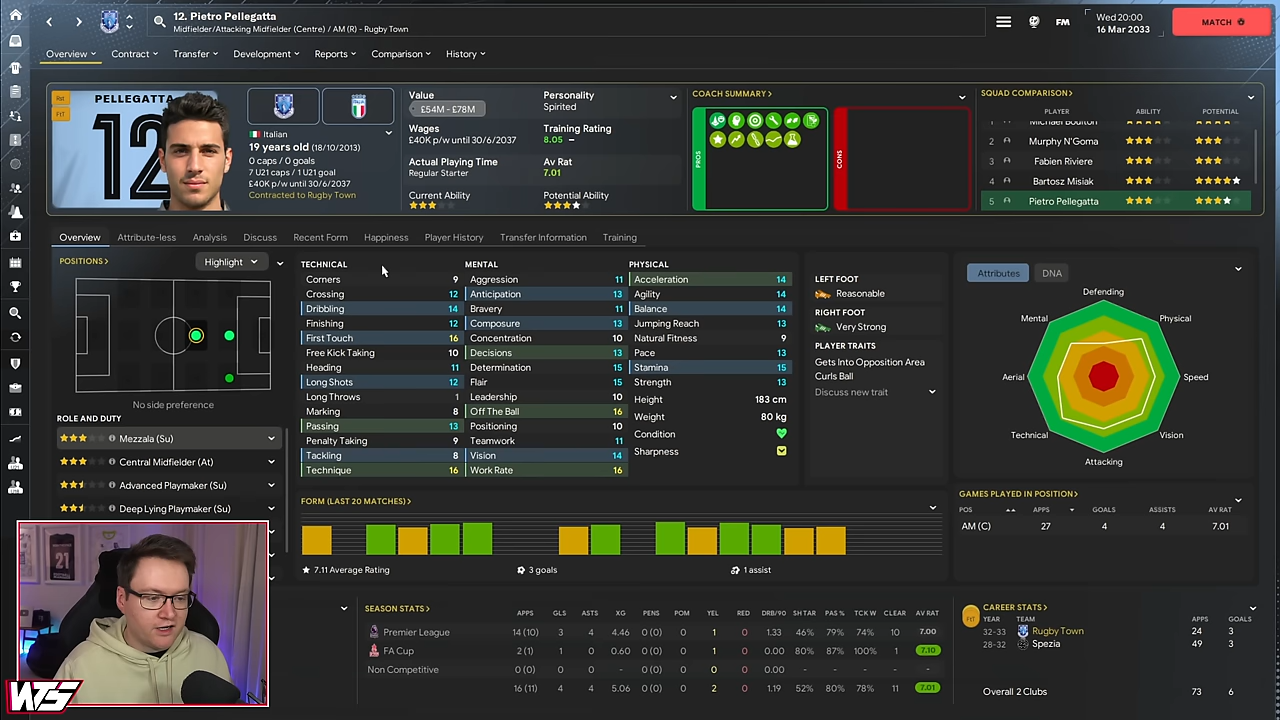 12. Pietro Pellegatta
Midfielder/Attacking Midfielder (Centre) / AM (R) - Rugby Town
FM
Wed 20:00
16 Mar 2033
MATCH
Overview
Contract
Transfer
Development
Reports
Comparison
History
Rst
FtT
PELLEGATTA
12
Italian
19 years old (18/10/2013)
0 caps / 0 goals
7 U21 caps / 1 U21 goal
£40K p/w until 30/6/2037
Contracted to Rugby Town
Value
£54M - £78M
Wages
£40K p/w until 30/6/2037
Actual Playing Time
Regular Starter
Current Ability
Personality
Spirited
Training Rating
8.05 –
Av Rat
7.01
Potential Ability
COACH SUMMARY >
PROS
CONS
SQUAD COMPARISON >
PLAYER ABILITY POTENTIAL
1 Michael Boulton
2 Murphy N'Goma
3 Fabien Riviere
4 Bartosz Misiak
5 Pietro Pellegatta
Overview
Attribute-less
Analysis
Discuss
Recent Form
Happiness
Player History
Transfer Information
Training
POSITIONS >
Highlight
No side preference
ROLE AND DUTY
Mezzala (Su)
Central Midfielder (At)
Advanced Playmaker (Su)
Deep Lying Playmaker (Su)
TECHNICAL
Corners 9
Crossing 12
Dribbling 14
Finishing 12
First Touch 16
Free Kick Taking 10
Heading 11
Long Shots 12
Long Throws 1
Marking 8
Passing 13
Penalty Taking 9
Tackling 8
Technique 16
MENTAL
Aggression 11
Anticipation 13
Bravery 11
Composure 13
Concentration 10
Decisions 13
Determination 15
Flair 15
Leadership 10
Off The Ball 16
Positioning 10
Teamwork 11
Vision 14
Work Rate 16
PHYSICAL
Acceleration 14
Agility 14
Balance 14
Jumping Reach 13
Natural Fitness 9
Pace 13
Stamina 15
Strength 13
Height 183 cm
Weight 80 kg
Condition
Sharpness
LEFT FOOT
Reasonable
RIGHT FOOT
Very Strong
PLAYER TRAITS
Gets Into Opposition Area
Curls Ball
Discuss new trait
Attributes
DNA
Defending
Physical
Speed
Vision
Attacking
Technical
Aerial
Mental
FORM (LAST 20 MATCHES) >
7.11 Average Rating
3 goals
1 assist
GAMES PLAYED IN POSITION >
POS APPS GOALS ASSISTS AV RAT
AM (C) 27 4 4 7.01
SEASON STATS >
APPS GLS ASTS XG PENS POM YEL RED DRB/90 SH TAR PAS % TCK W CLEAR AV RAT
Premier League 14 (10) 3 4 4.46 0 (0) 0 1 0 1.33 46% 79% 74% 10 7.00
FA Cup 2 (1) 1 0 0.60 0 (0) 0 1 0 0.00 80% 87% 100% 1 7.10
Non Competitive 0 (0) 0 0 - 0 (0) 0 0 0 0.00 - - - - -
16 (11) 4 4 5.06 0 (0) 0 2 0 1.19 52% 80% 78% 11 7.01
CAREER STATS >
FtT
YEAR TEAM APPS GOALS
32-33 Rugby Town 24 3
28-32 Spezia 49 3
Overall 2 Clubs 73 6
21
WTS